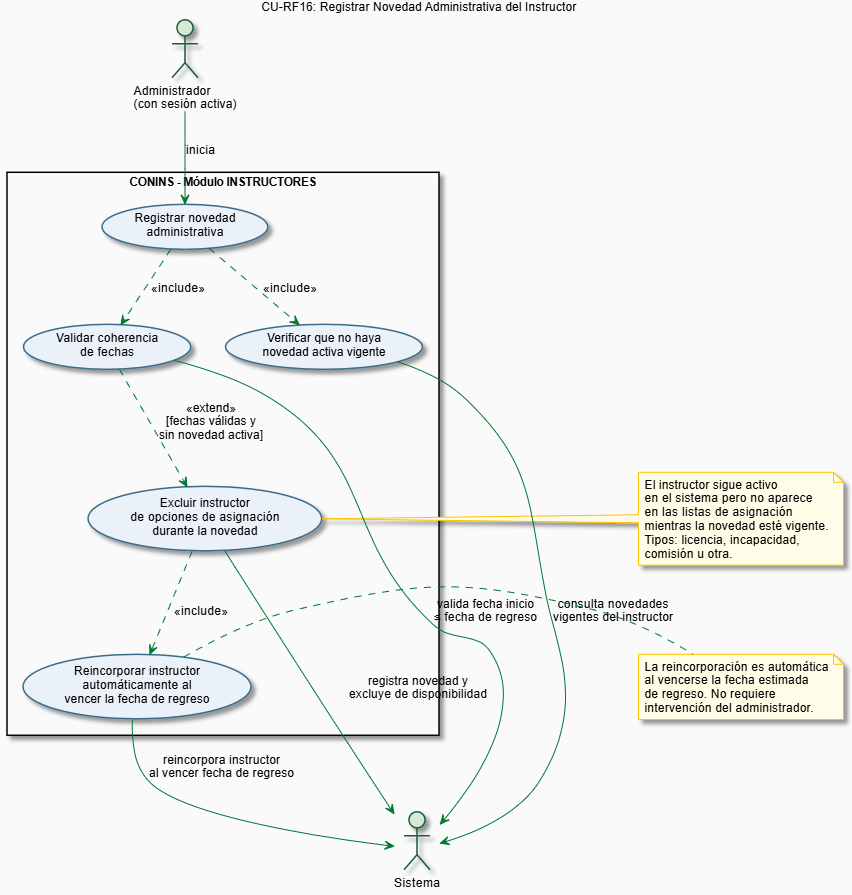 CU-RF16: Registrar Novedad Administrativa del Instructor
Administrador
(con sesión activa)
inicia
CONINS - Módulo INSTRUCTORES
Registrar novedad
administrativa
«include»
«include»
Validar coherencia
de fechas
Verificar que no haya
novedad activa vigente
«extend»
[fechas válidas y
sin novedad activa]
Excluir instructor
de opciones de asignación
durante la novedad
El instructor sigue activo
en el sistema pero no aparece
en las listas de asignación
mientras la novedad esté vigente.
Tipos: licencia, incapacidad,
comisión u otra.
«include»
valida fecha inicio
≤ fecha de regreso
consulta novedades
vigentes del instructor
Reincorporar instructor
automáticamente al
vencer la fecha de regreso
registra novedad y
excluye de disponibilidad
La reincorporación es automática
al vencerse la fecha estimada
de regreso. No requiere
intervención del administrador.
reincorpora instructor
al vencer fecha de regreso
Sistema